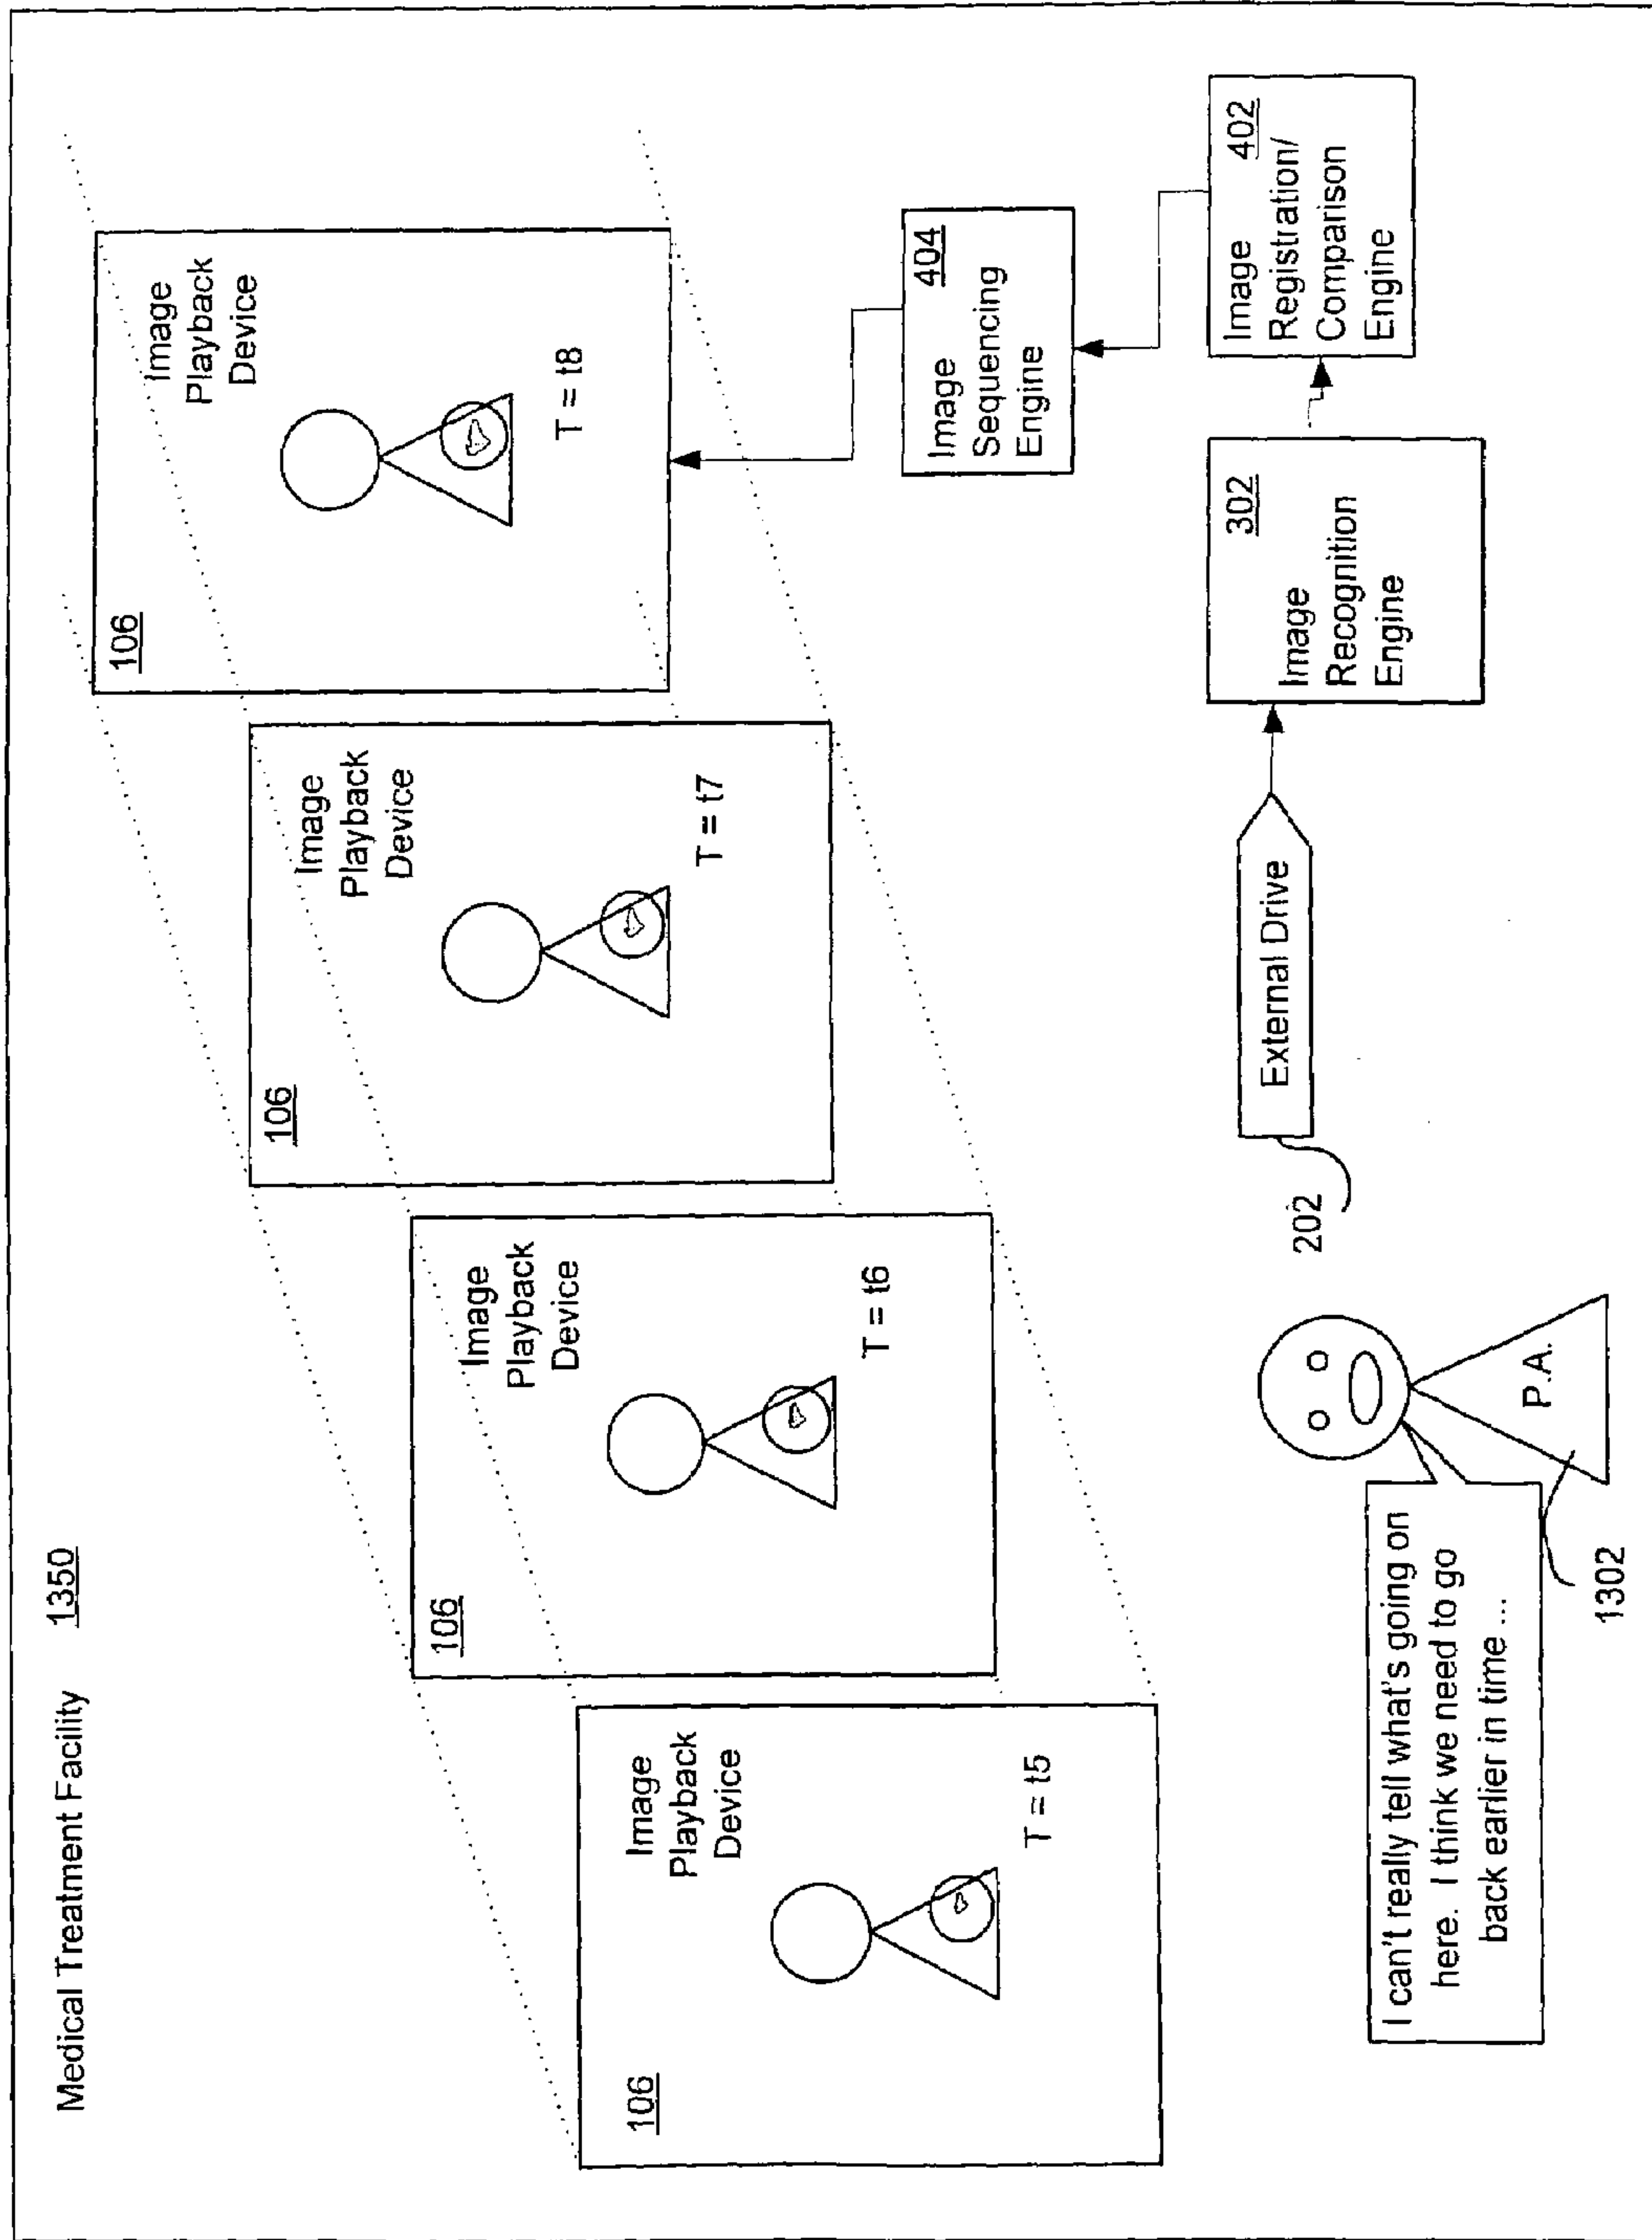 Medical Treatment Facility 1350
106
Image
Playback
Device
T = t5
106
Image
Playback
Device
T = t6
106
Image
Playback
Device
T = t7
106
Image
Playback
Device
T = t8
404
Image
Sequencing
Engine
402
Image
Registration/
Comparison
Engine
302
Image
Recognition
Engine
External Drive
202
I can't really tell what's going on
here. I think we need to go
back earlier in time ...
P.A.
1302